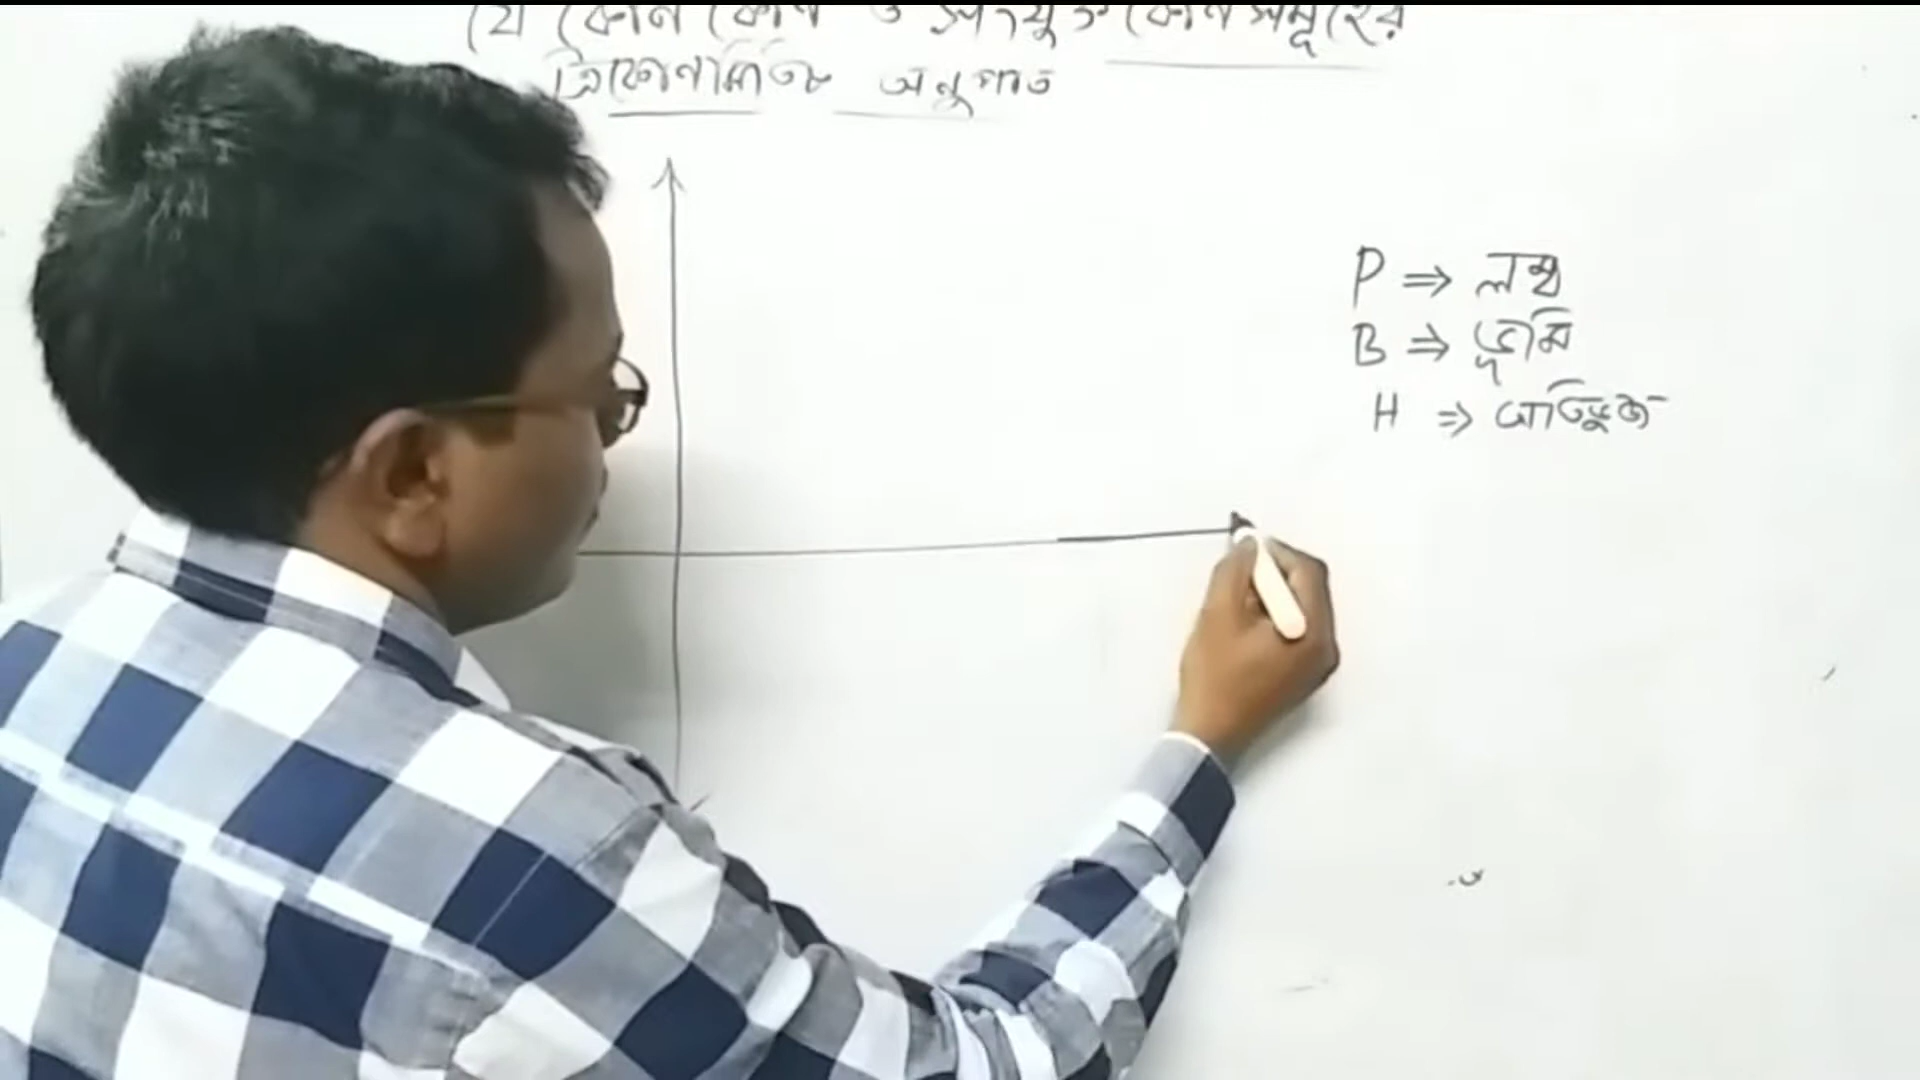 যে কোন কোণ ও সংযুক্ত কোণ সমূহের
ত্রিকোণমিতিক অনুপাত
P ⇒ লম্ব
B ⇒ ভূমি
H ⇒ অতিভুজ